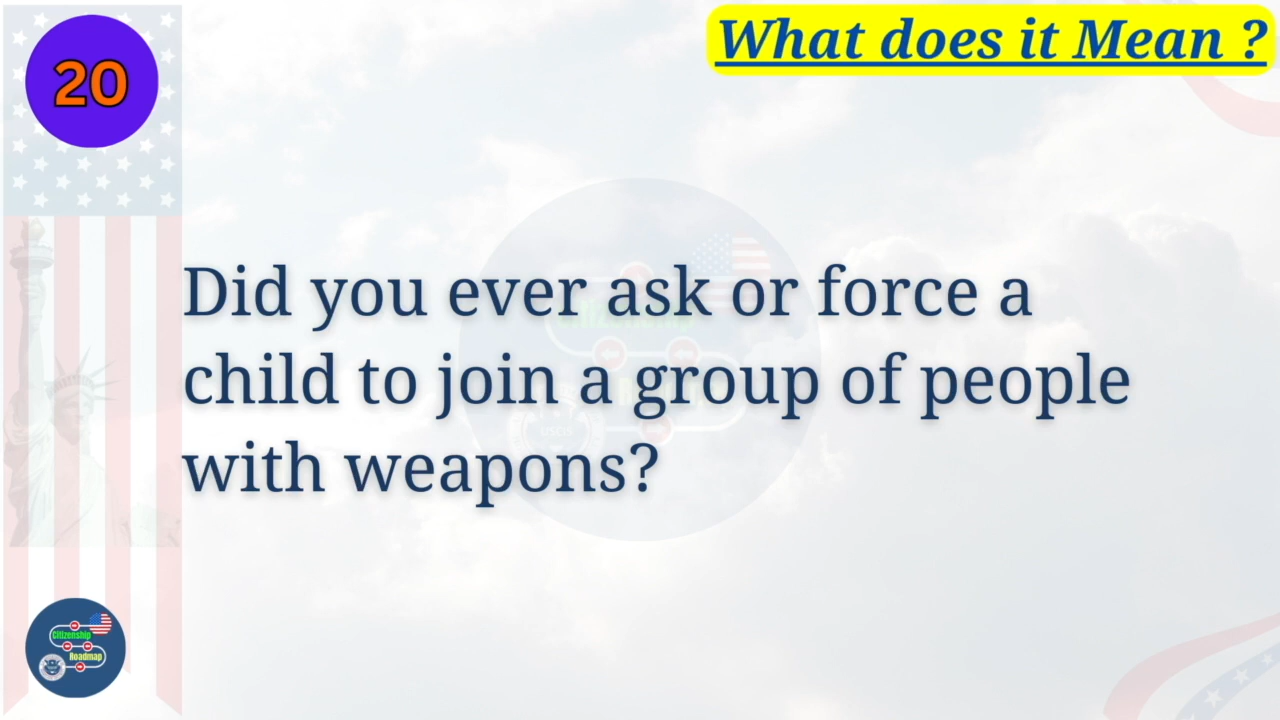 20
What does it Mean ?
Did you ever ask or force a
child to join a group of people
with weapons?
Citizenship
Roadmap